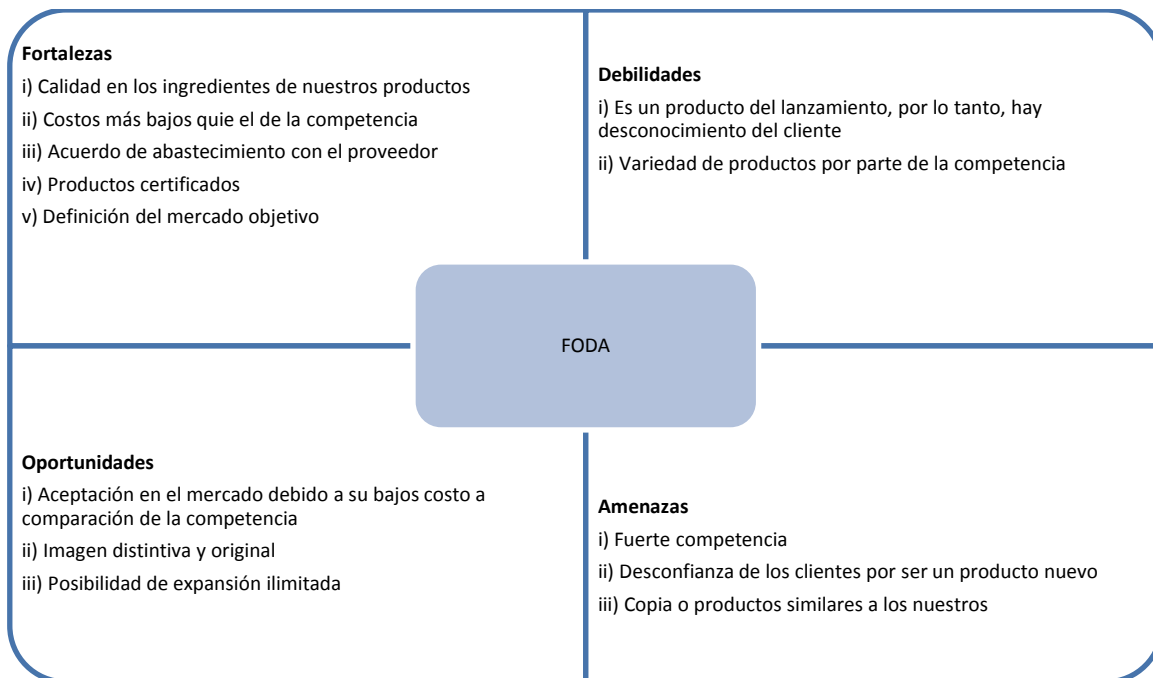 Fortalezas
i) Calidad en los ingredientes de nuestros productos
ii) Costos más bajos quie el de la competencia
iii) Acuerdo de abastecimiento con el proveedor
iv) Productos certificados
v) Definición del mercado objetivo
Debilidades
i) Es un producto del lanzamiento, por lo tanto, hay
desconocimiento del cliente
ii) Variedad de productos por parte de la competencia
FODA
Oportunidades
i) Aceptación en el mercado debido a su bajos costo a
comparación de la competencia
ii) Imagen distintiva y original
iii) Posibilidad de expansión ilimitada
Amenazas
i) Fuerte competencia
ii) Desconfianza de los clientes por ser un producto nuevo
iii) Copia o productos similares a los nuestros